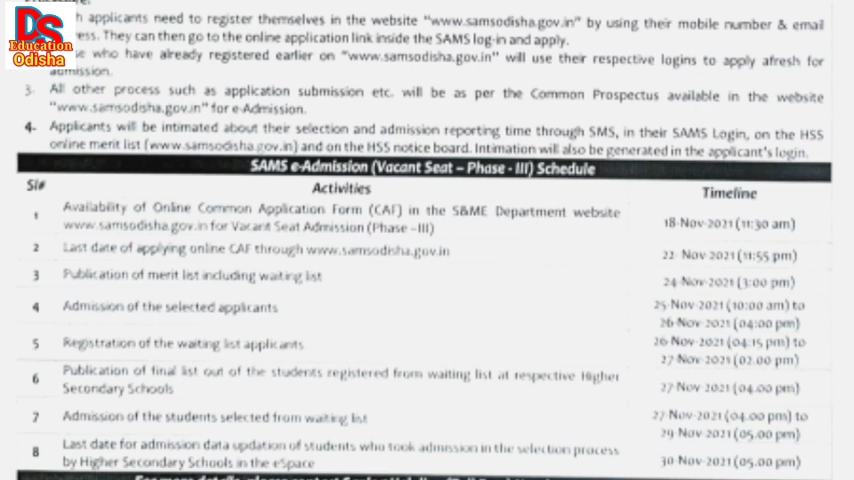 DS
Education
Odisha
h applicants need to register themselves in the website "www.samsodisha.gov.in" by using their mobile number & email
ess. They can then go to the online application link inside the SAMS log-in and apply.
e who have already registered earlier on "www.samsodisha.gov.in" will use their respective logins to apply afresh for
admission.
3. All other process such as application submission etc. will be as per the Common Prospectus available in the website
"www.samsodisha.gov.in" for e-Admission.
4. Applicants will be intimated about their selection and admission reporting time through SMS, in their SAMS Login, on the HSS
online merit list (www.samsodisha.gov.in) and on the HSS notice board. Intimation will also be generated in the applicant's login.
SAMS e-Admission (Vacant Seat – Phase - III) Schedule
Sl# Activities Timeline
1 Availability of Online Common Application Form (CAF) in the S&ME Department website
www.samsodisha.gov.in for Vacant Seat Admission (Phase –III) 18-Nov-2021 (11:30 am)
2 Last date of applying online CAF through www.samsodisha.gov.in 22- Nov-2021 (11:55 pm)
3 Publication of merit list including waiting list 24-Nov-2021 (3:00 pm)
4 Admission of the selected applicants 25-Nov-2021 (10:00 am) to
26-Nov-2021 (04:00 pm)
5 Registration of the waiting list applicants 26-Nov-2021 (04:15 pm) to
27-Nov-2021 (02.00 pm)
6 Publication of final list out of the students registered from waiting list at respective Higher
Secondary Schools 27-Nov-2021 (04.00 pm)
7 Admission of the students selected from waiting list 27-Nov-2021 (04.00 pm) to
29-Nov-2021 (05.00 pm)
8 Last date for admission data updation of students who took admission in the selection process
by Higher Secondary Schools in the eSpace 30-Nov-2021 (05.00 pm)